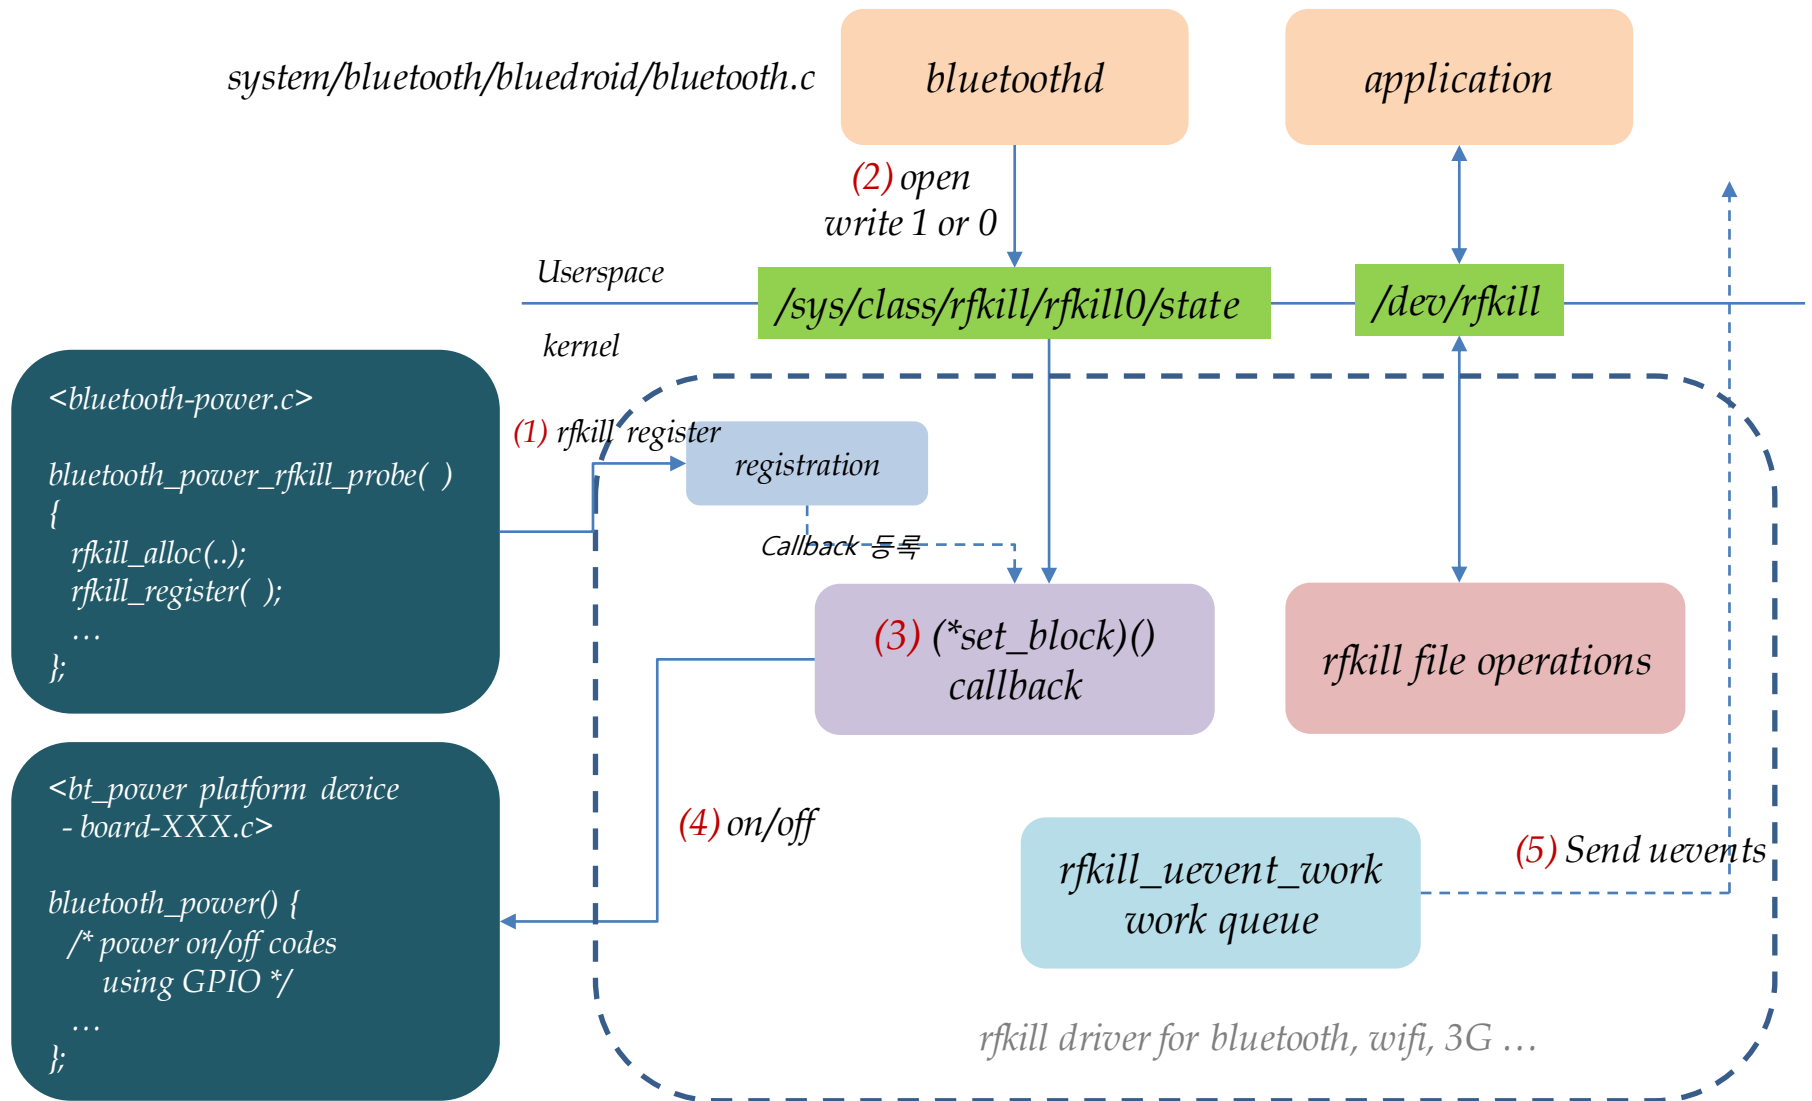 system/bluetooth/bluedroid/bluetooth.c
bluetoothd
application
(2) open
write 1 or 0
Userspace
/sys/class/rfkill/rfkill0/state
/dev/rfkill
kernel
<bluetooth-power.c>
bluetooth_power_rfkill_probe( )
{
rfkill_alloc(..);
rfkill_register( );
…
};
(1) rfkill register
registration
Callback 등록
(3) (*set_block)()
callback
rfkill file operations
<bt_power platform device
- board-XXX.c>
bluetooth_power() {
/* power on/off codes
using GPIO */
…
};
(4) on/off
rfkill_uevent_work
work queue
(5) Send uevents
rfkill driver for bluetooth, wifi, 3G …